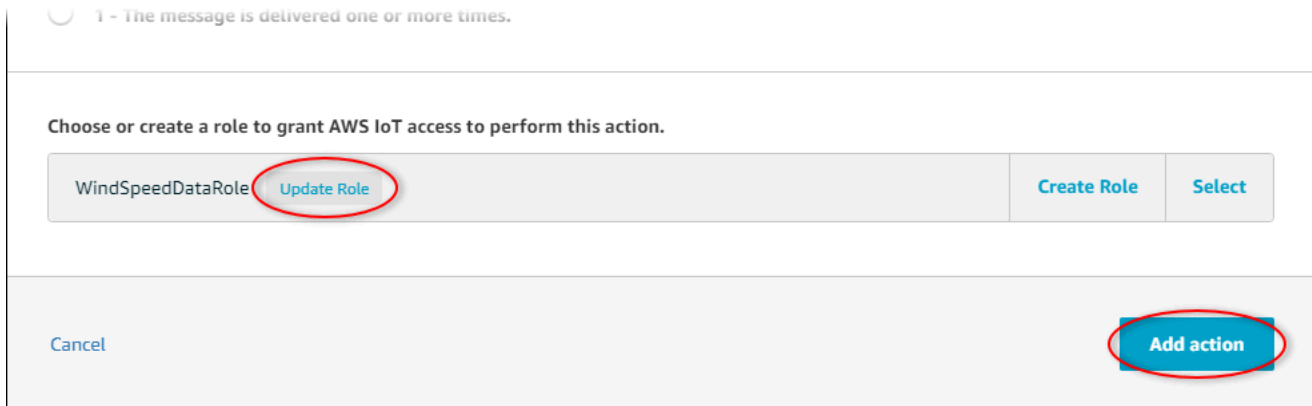 1 - The message is delivered one or more times.
Choose or create a role to grant AWS IoT access to perform this action.
WindSpeedDataRole Update Role Create Role Select
Cancel Add action